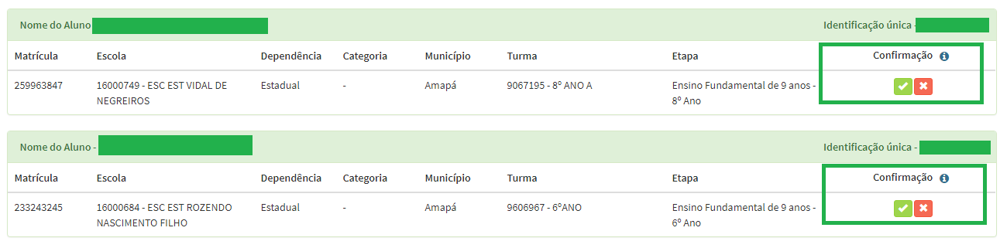 Nome do Aluno Identificação única -
Matrícula Escola Dependência Categoria Município Turma Etapa Confirmação
259963847 16000749 - ESC EST VIDAL DE Estadual - Amapá 9067195 - 8º ANO A Ensino Fundamental de 9 anos -
NEGREIROS 8º Ano
Nome do Aluno - Identificação única -
Matrícula Escola Dependência Categoria Município Turma Etapa Confirmação
233243245 16000684 - ESC EST ROZENDO Estadual - Amapá 9606967 - 6ºANO Ensino Fundamental de 9 anos -
NASCIMENTO FILHO 6º Ano